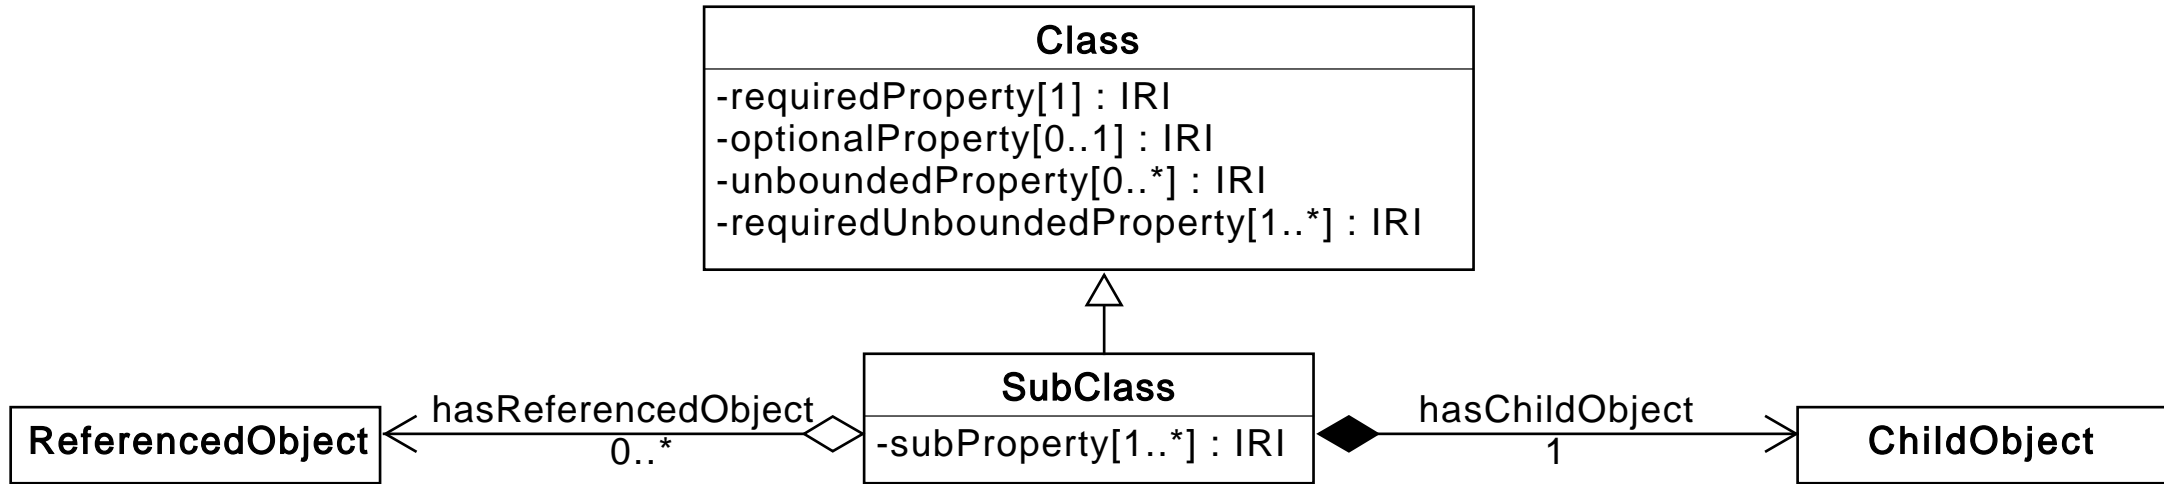 Class
-requiredProperty[1] : IRI
-optionalProperty[0..1] : IRI
-unboundedProperty[0..*] : IRI
-requiredUnboundedProperty[1..*] : IRI
ReferencedObject
hasReferencedObject
0..*
SubClass
-subProperty[1..*] : IRI
hasChildObject
1
ChildObject